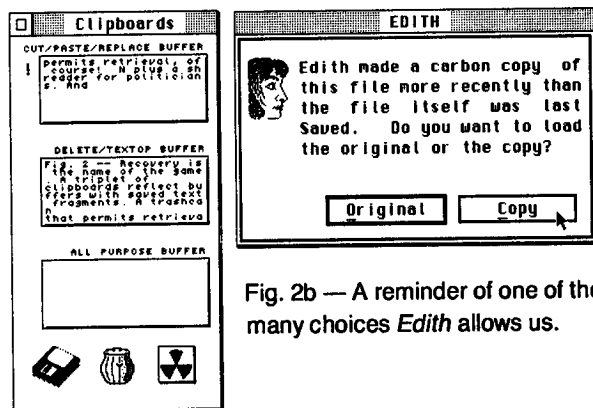 Clipboards
CUT/PASTE/REPLACE BUFFER
permits retrieval, of
course! N plus a sh
redder for politician
s. And
DELETE/TEXTOP BUFFER
Fig. 2 -- Recovery is
the name of the game
. A triplet of
clipboards reflect bu
ffers with saved text
fragments. A trashca
n
that permits retrieva
ALL PURPOSE BUFFER
EDITH
Edith made a carbon copy of
this file more recently than
the file itself was last
Saved. Do you want to load
the original or the copy?
Original
Copy
Fig. 2b — A reminder of one of the
many choices Edith allows us.